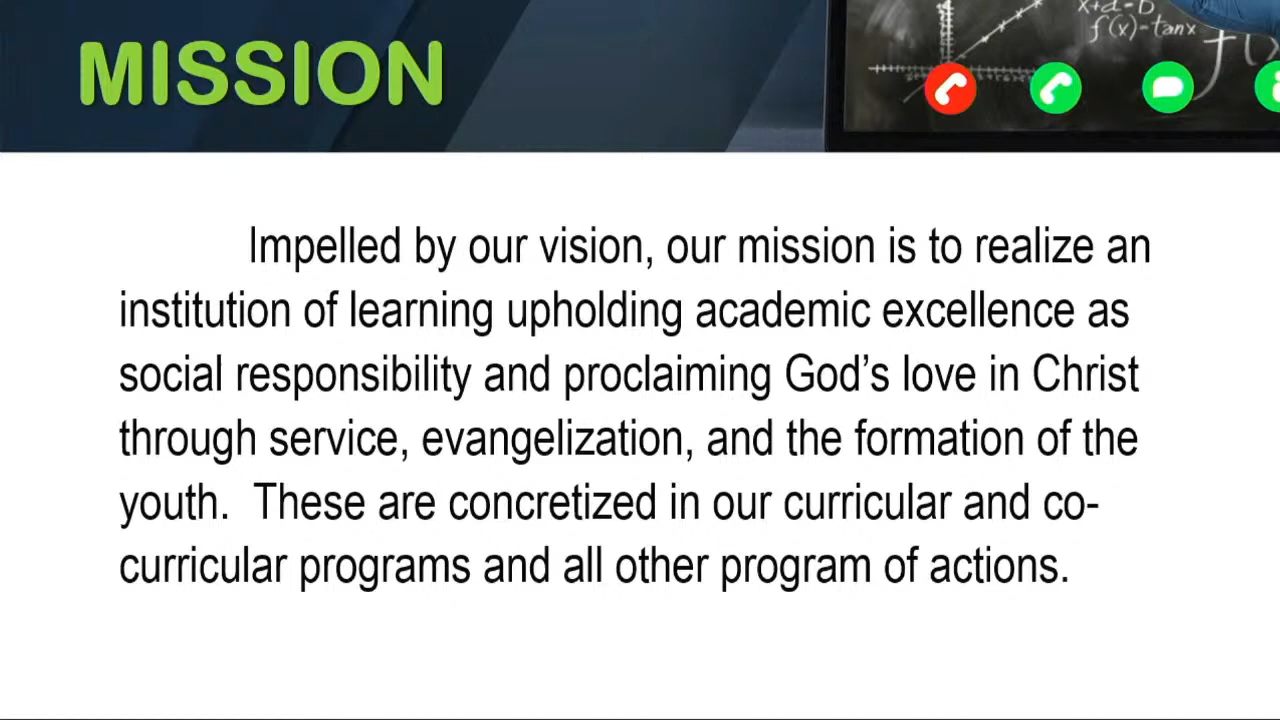 MISSION
x+a=b
f(x)=tanx
Impelled by our vision, our mission is to realize an
institution of learning upholding academic excellence as
social responsibility and proclaiming God's love in Christ
through service, evangelization, and the formation of the
youth.  These are concretized in our curricular and co-
curricular programs and all other program of actions.